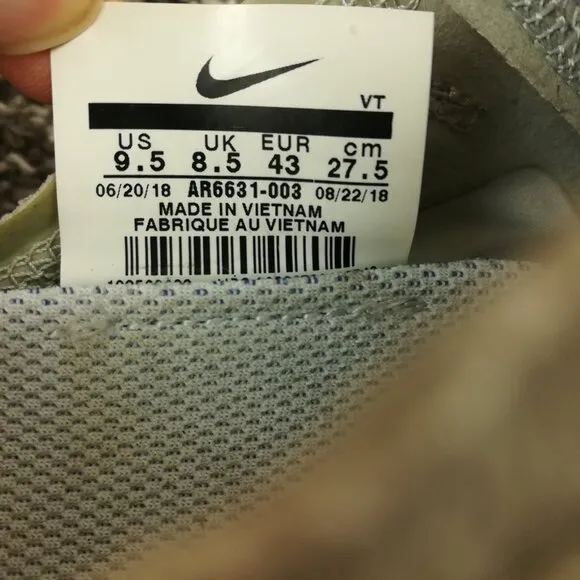 VT
US UK EUR cm
9.5 8.5 43 27.5
06/20/18 AR6631-003 08/22/18
MADE IN VIETNAM
FABRIQUE AU VIETNAM